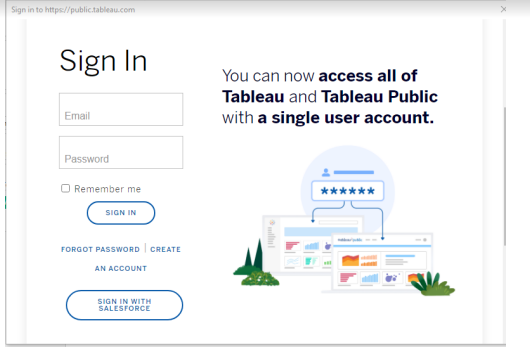 Sign in to https://public.tableau.com
Sign In
Email
Password
Remember me
SIGN IN
FORGOT PASSWORD | CREATE
AN ACCOUNT
SIGN IN WITH
SALESFORCE
You can now access all of
Tableau and Tableau Public
with a single user account.
******